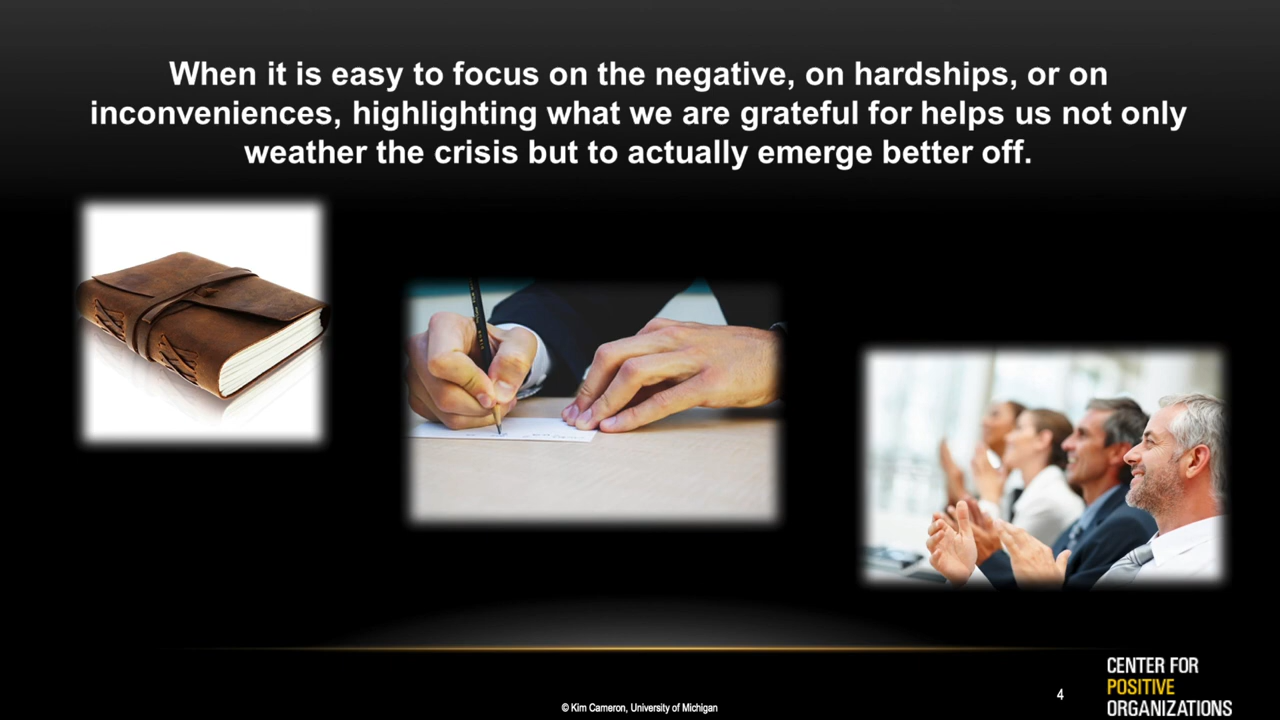 When it is easy to focus on the negative, on hardships, or on
inconveniences, highlighting what we are grateful for helps us not only
weather the crisis but to actually emerge better off.
© Kim Cameron, University of Michigan
4
CENTER FOR
POSITIVE
ORGANIZATIONS